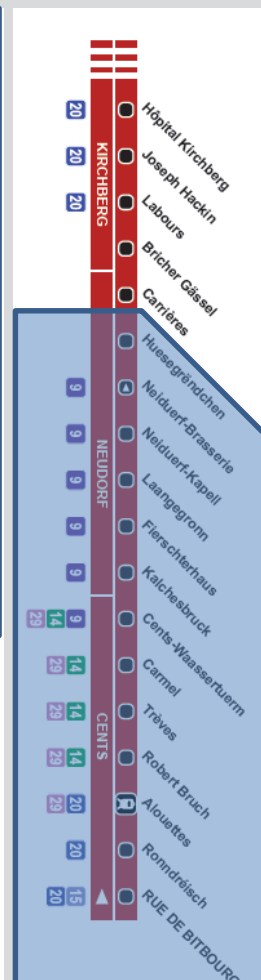 20 Hôpital Kirchberg
20 Joseph Hackin
20 Labours
Bricher Gässel
Carrières
KIRCHBERG
Huesegrëndchen
9 Neiduerf-Brasserie
9 Neiduerf-Kapell
9 Laangegronn
9 Fierschterhaus
9 Kalchesbruck
NEUDORF
29 14 9 Cents-Waassertuerm
29 14 Carmel
29 14 Trèves
29 14 Robert Bruch
29 20 Alouettes
20 Ronndréisch
20 15 RUE DE BITBOURG
CENTS